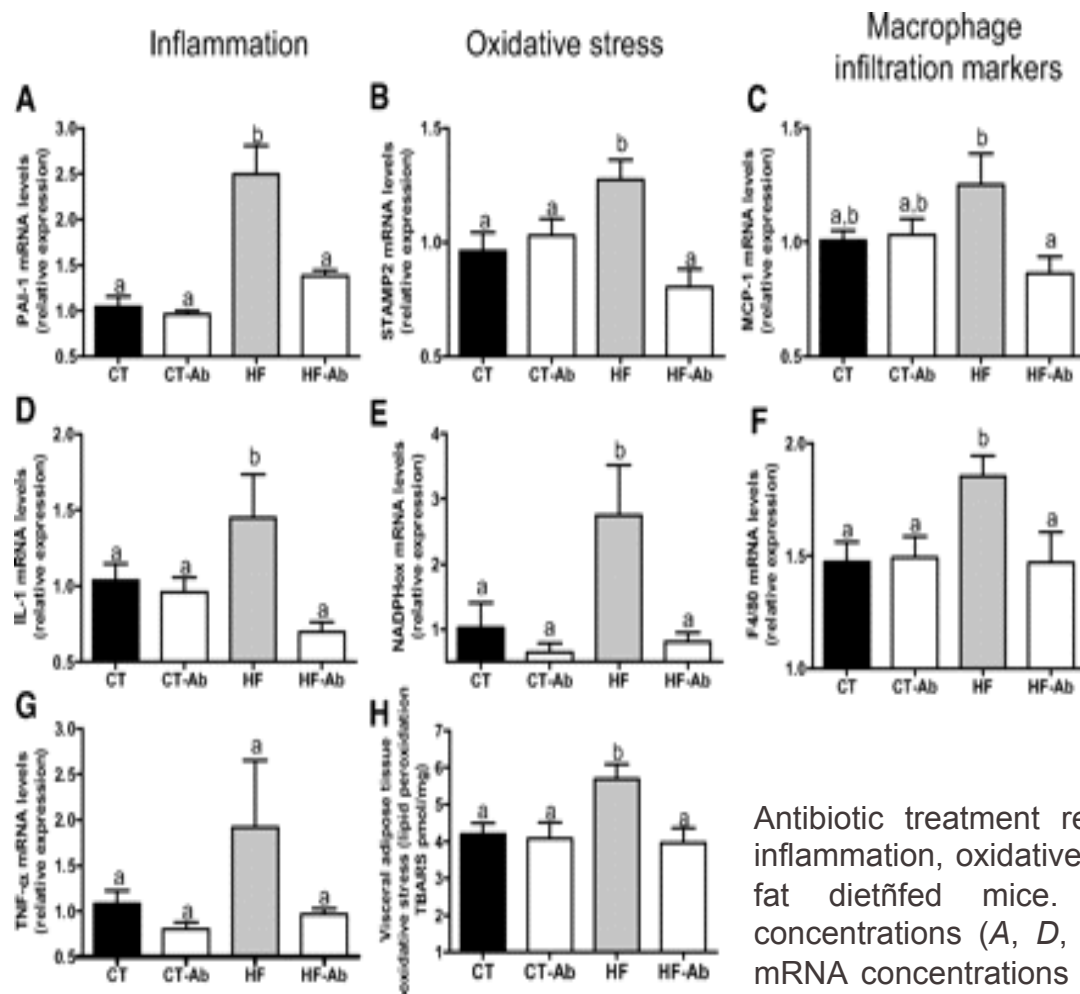 Inflammation
Oxidative stress
Macrophage
infiltration markers
A
PAI-1 mRNA levels
(relative expression)
3.0
2.5
2.0
1.5
1.0
0.5
a
a
b
a
CT
CT-Ab
HF
HF-Ab
B
STAMP2 mRNA levels
(relative expression)
1.5
1.0
0.5
a
a
b
a
CT
CT-Ab
HF
HF-Ab
C
MCP-1 mRNA levels
(relative expression)
1.5
1.0
0.5
a,b
a,b
b
a
CT
CT-Ab
HF
HF-Ab
D
IL-1 mRNA levels
(relative expression)
2.0
1.5
1.0
0.5
a
a
b
a
CT
CT-Ab
HF
HF-Ab
E
NADPHox mRNA levels
(relative expression)
4
3
2
1
a
a
b
a
CT
CT-Ab
HF
HF-Ab
F
F4/80 mRNA levels
(relative expression)
2.0
1.5
1.0
a
a
b
a
CT
CT-Ab
HF
HF-Ab
G
TNF-α mRNA levels
(relative expression)
3.0
2.5
2.0
1.5
1.0
0.5
a
a
a
a
CT
CT-Ab
HF
HF-Ab
H
Visceral adipose tissue
oxidative stress (lipid peroxidation
TBARS pmol/mg)
7
6
5
4
3
2
1
a
a
b
a
CT
CT-Ab
HF
HF-Ab
Antibiotic treatment re
inflammation, oxidative
fat dietñfed mice.
concentrations (A, D,
mRNA concentrations